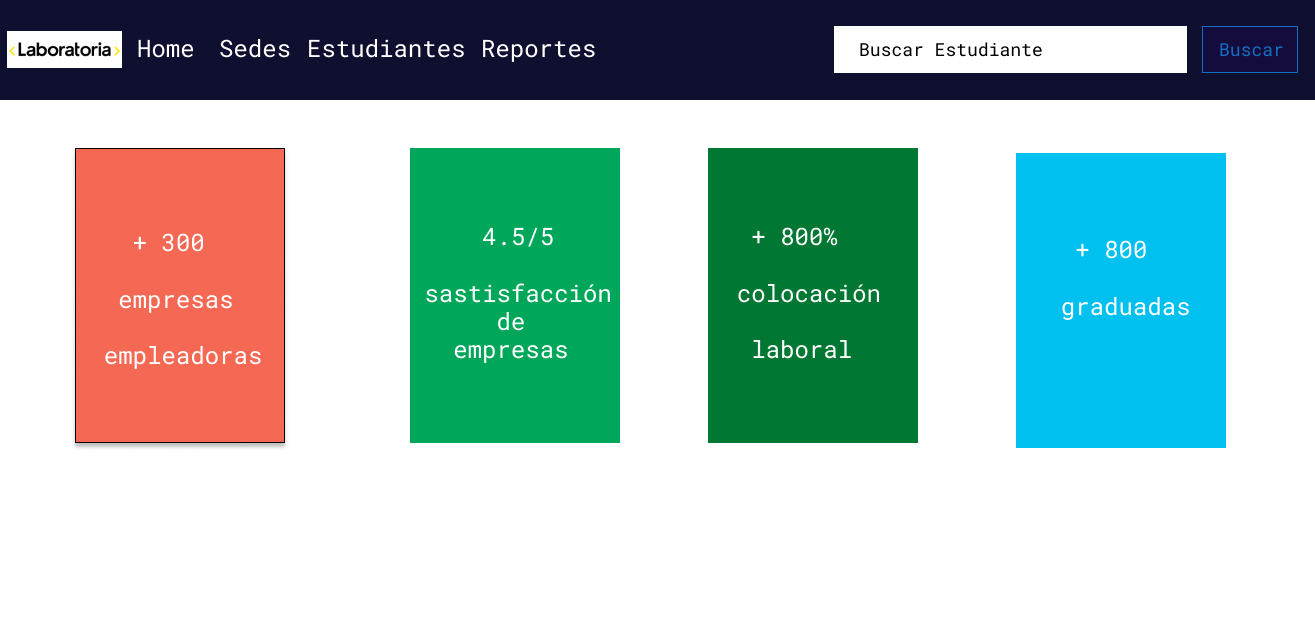 <Laboratoria> Home Sedes Estudiantes Reportes Buscar Estudiante Buscar
+ 300
empresas
empleadoras
4.5/5
sastisfacción
de
empresas
+ 800%
colocación
laboral
+ 800
graduadas